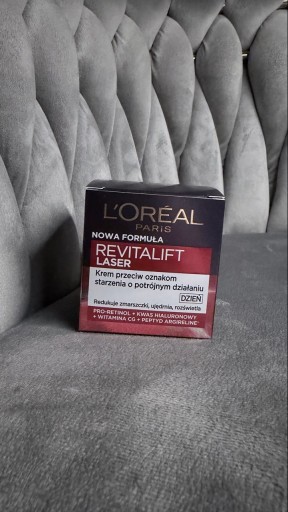 L'ORÉAL
PARIS
NOWA FORMUŁA
REVITALIFT
LASER
Krem przeciw oznakom
starzenia o potrójnym działaniu
DZIEŃ
Redukuje zmarszczki, ujędrnia, rozświetla
PRO-RETINOL + KWAS HIALURONOWY
+ WITAMINA CG + PEPTYD ARGIRELINE